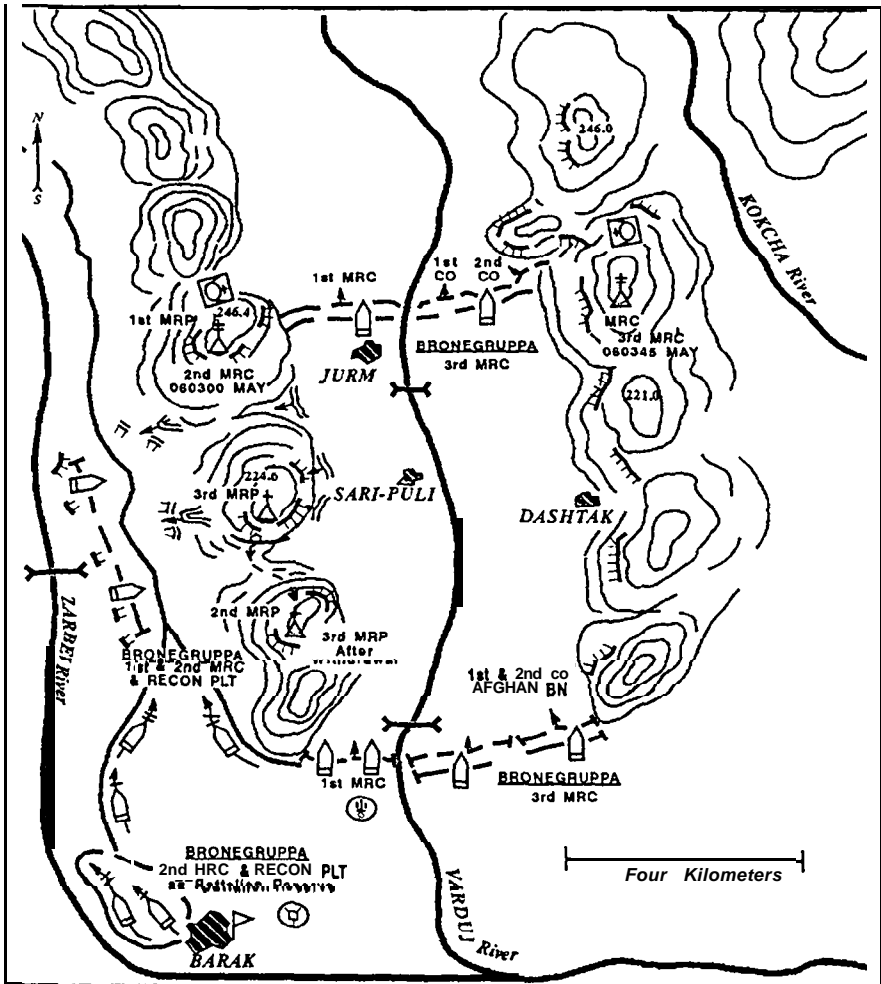 N
S
246.0
KOKCHA River
1st MRC
1st
CO
2nd
CO
1st MRP
246.4
2nd MRC
060300 MAY
JURM
BRONEGRUPPA
3rd MRC
MRC
3rd MRC
060345 MAY
221.0
3rd MRP
SARI-PULI
DASHTAK
ZARBEI River
2nd MRP
3rd MRP
After
BRONEGRUPPA
1st & 2nd MRC
& RECON PLT
1st & 2nd co
AFGHAN BN
1st MRC
BRONEGRUPPA
3rd MRC
BRONEGRUPPA
2nd HRC & RECON PLT
Four Kilometers
VARDUJ River
BARAK